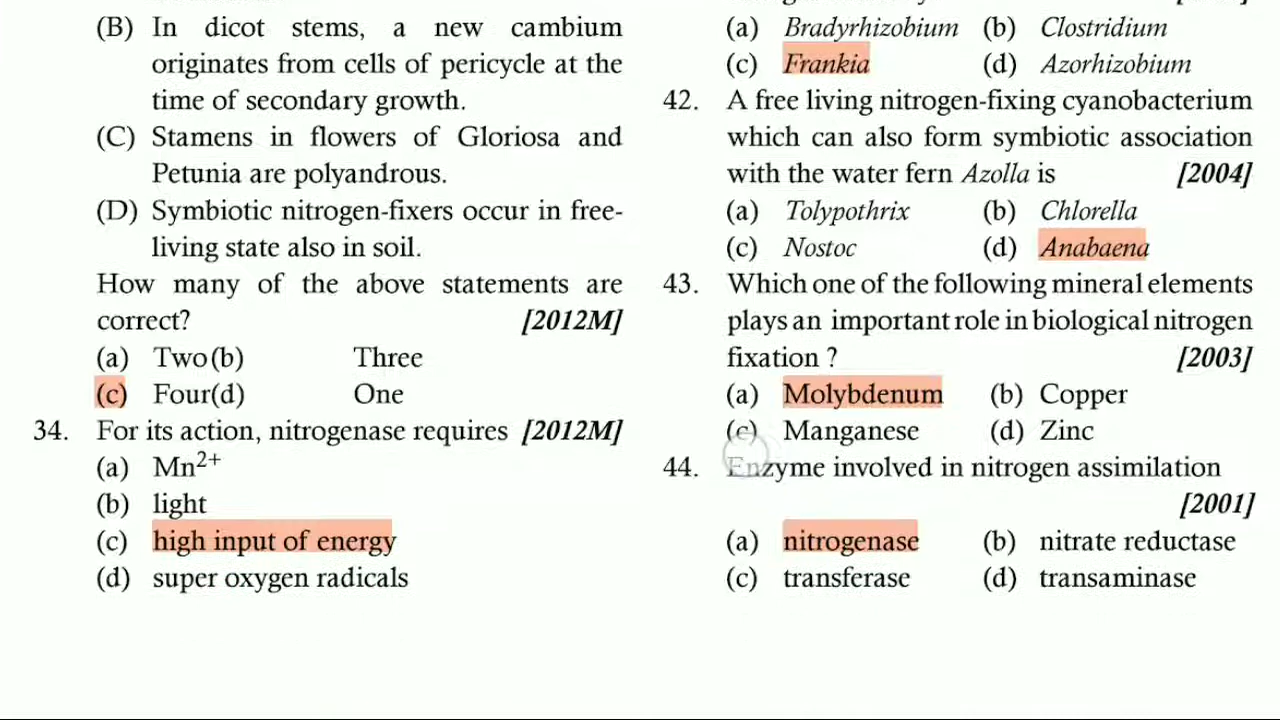 (B) In dicot stems, a new cambium
originates from cells of pericycle at the
time of secondary growth.
(C) Stamens in flowers of Gloriosa and
Petunia are polyandrous.
(D) Symbiotic nitrogen-fixers occur in free-
living state also in soil.
How many of the above statements are
correct? [2012M]
(a) Two(b) Three
(c) Four(d) One
34. For its action, nitrogenase requires [2012M]
(a) Mn2+
(b) light
(c) high input of energy
(d) super oxygen radicals
(a) Bradyrhizobium (b) Clostridium
(c) Frankia (d) Azorhizobium
42. A free living nitrogen-fixing cyanobacterium
which can also form symbiotic association
with the water fern Azolla is [2004]
(a) Tolypothrix (b) Chlorella
(c) Nostoc (d) Anabaena
43. Which one of the following mineral elements
plays an important role in biological nitrogen
fixation ? [2003]
(a) Molybdenum (b) Copper
(c) Manganese (d) Zinc
44. Enzyme involved in nitrogen assimilation
[2001]
(a) nitrogenase (b) nitrate reductase
(c) transferase (d) transaminase